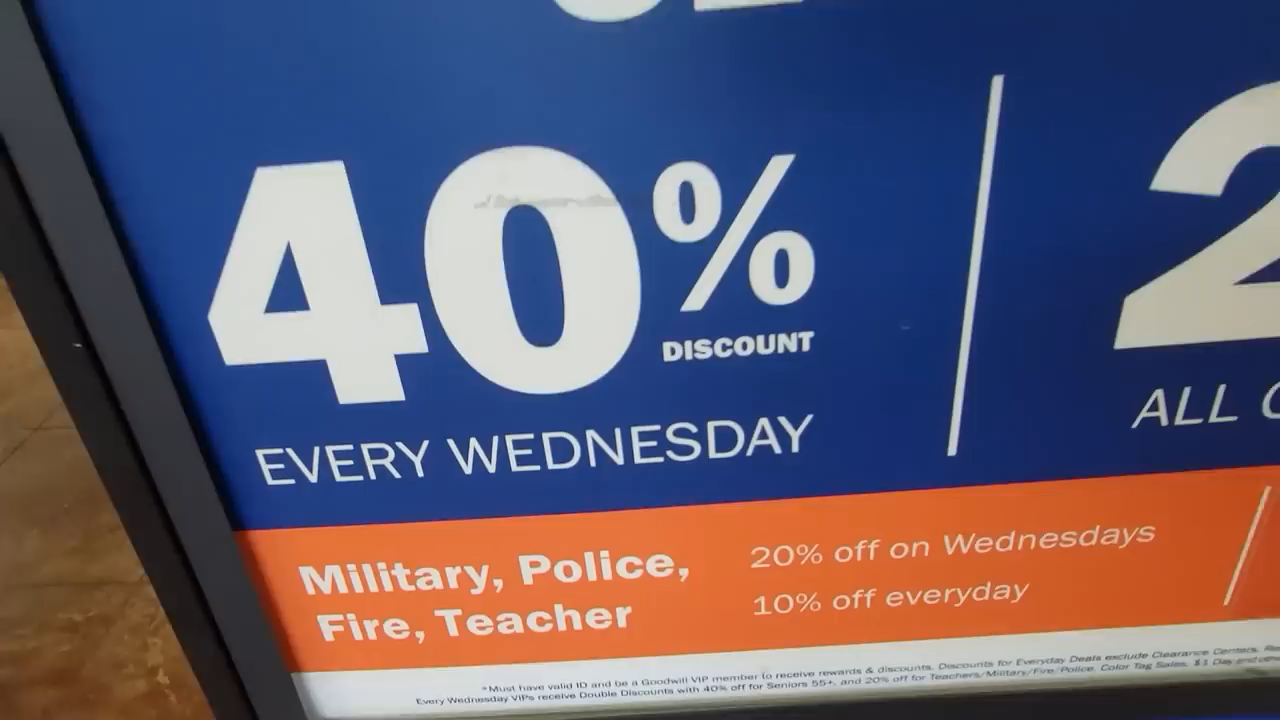 40%
DISCOUNT
EVERY WEDNESDAY
2
ALL
Military, Police,
Fire, Teacher
20% off on Wednesdays
10% off everyday
*Must have valid ID and be a Goodwill VIP member to receive rewards & discounts. Discounts for Everyday Deals exclude Clearance Centers,
Every Wednesday VIPs receive Double Discounts with 40% off for Seniors 55+, and 20% off for Teachers/Military/Fire/Police. Color Tag Sales, $1 Day and